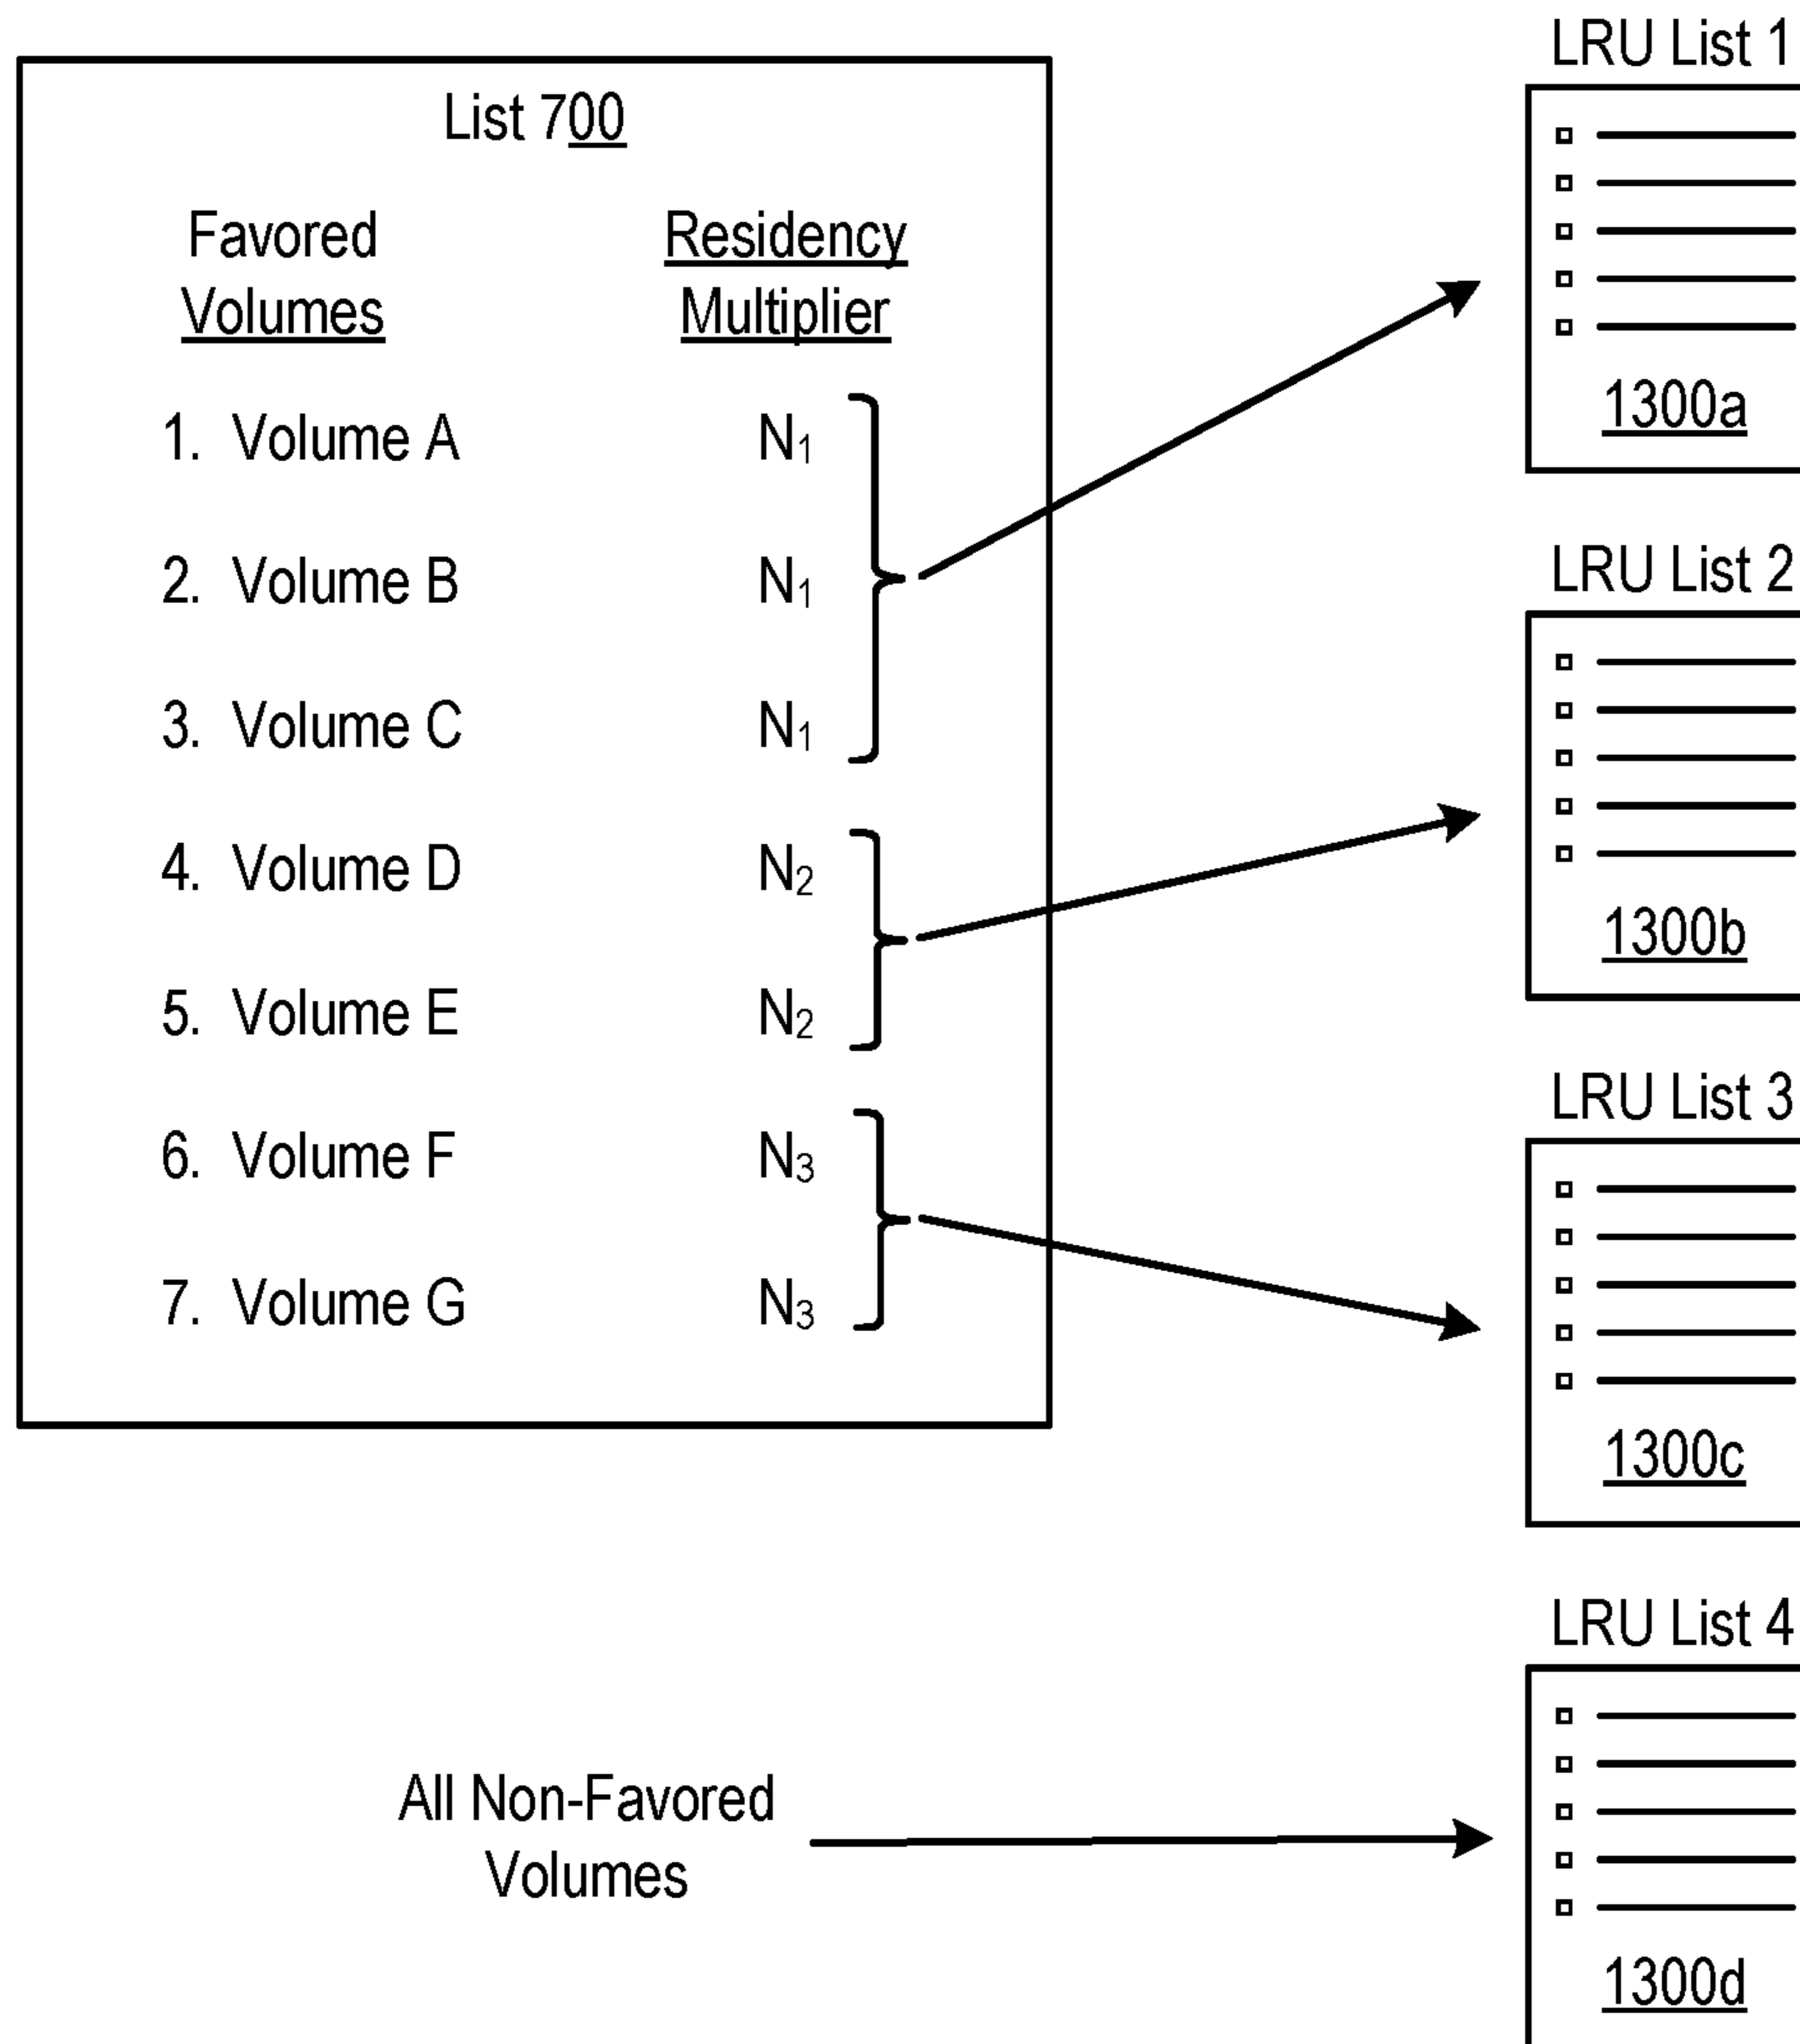 List 700
Favored Residency
Volumes Multiplier
1. Volume A N₁
2. Volume B N₁
3. Volume C N₁
4. Volume D N₂
5. Volume E N₂
6. Volume F N₃
7. Volume G N₃
LRU List 1
1300a
LRU List 2
1300b
LRU List 3
1300c
All Non-Favored
Volumes
LRU List 4
1300d